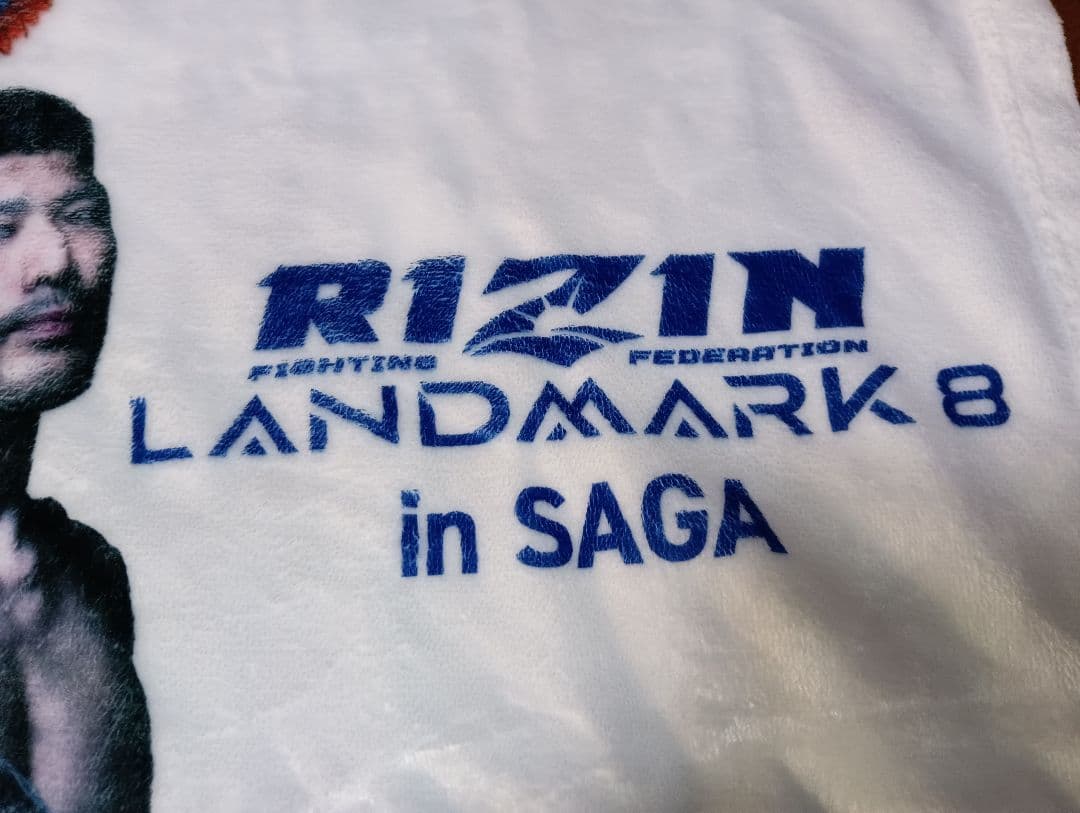 RIZIN
FIGHTING FEDERATION
LANDMARK 8
in SAGA